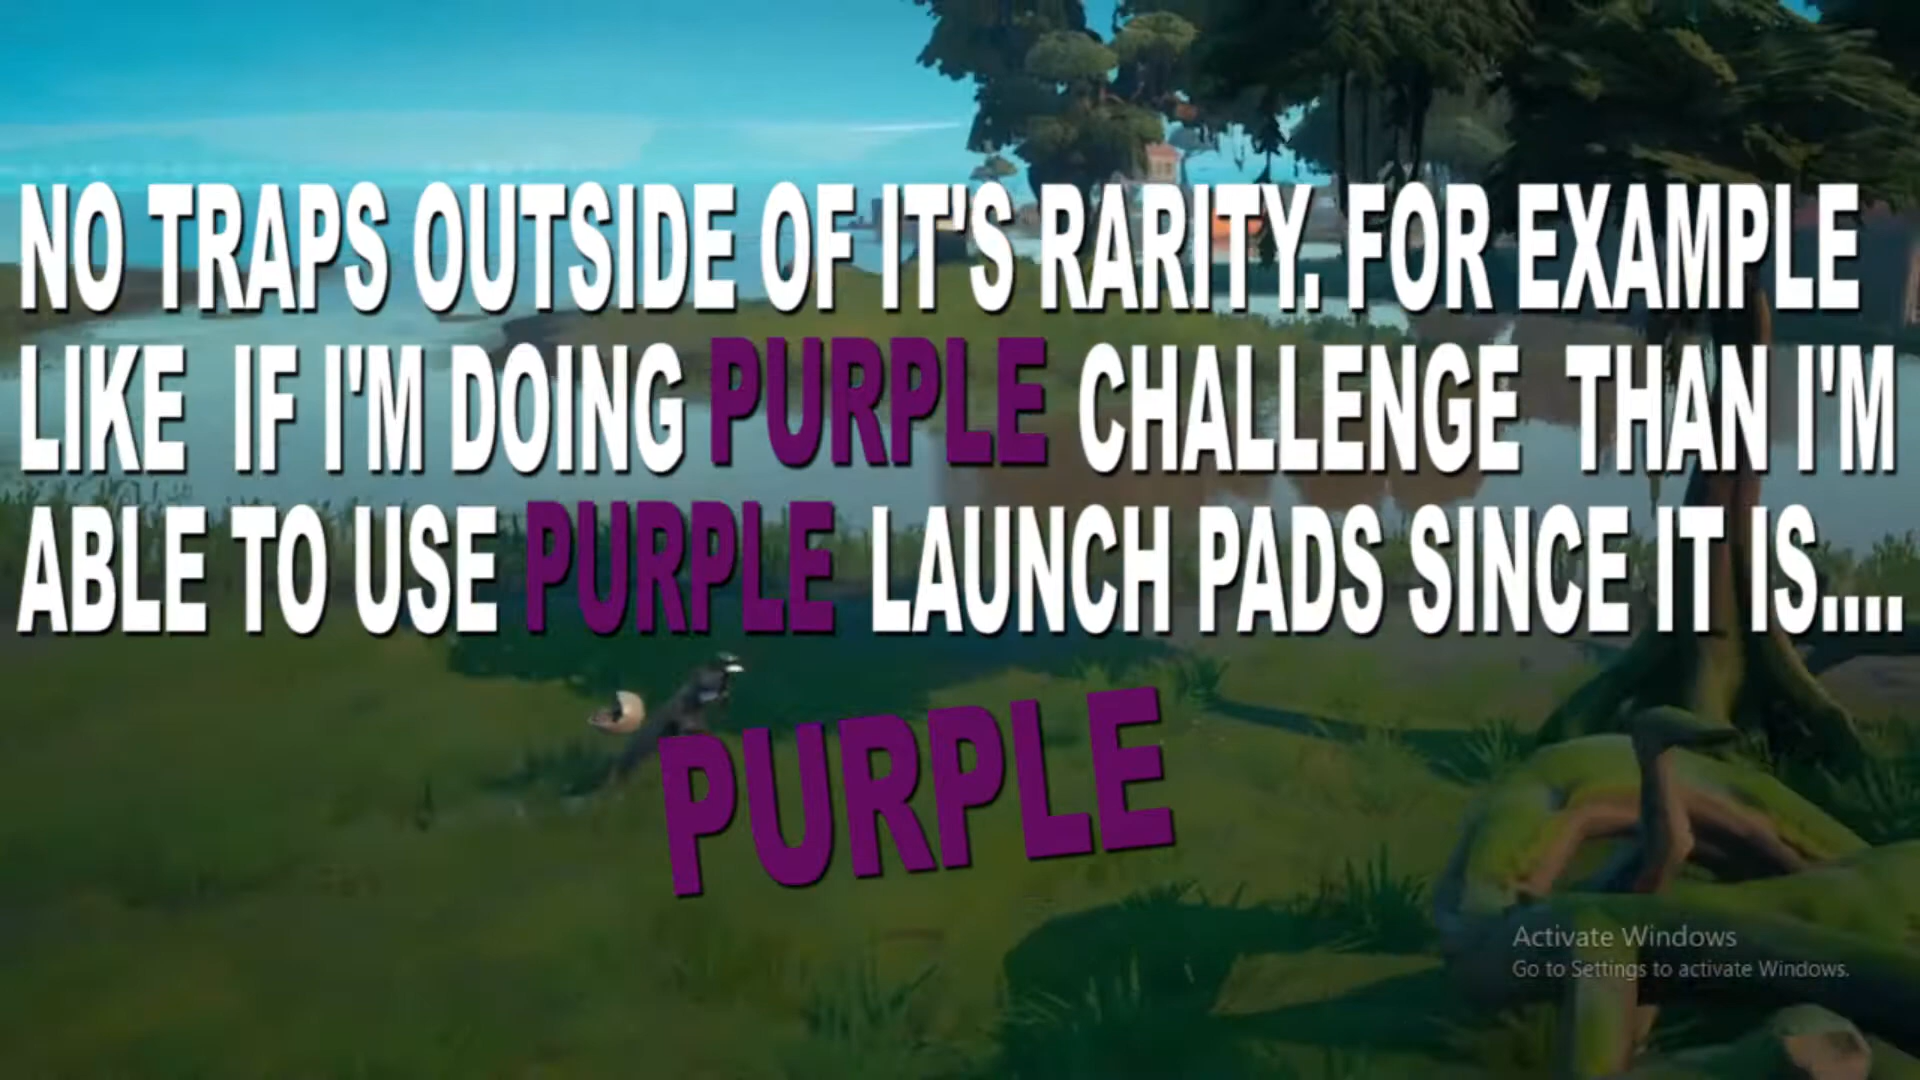 NO TRAPS OUTSIDE OF IT'S RARITY. FOR EXAMPLE
LIKE IF I'M DOING PURPLE CHALLENGE THAN I'M
ABLE TO USE PURPLE LAUNCH PADS SINCE IT IS....
PURPLE
Activate Windows
Go to Settings to activate Windows.